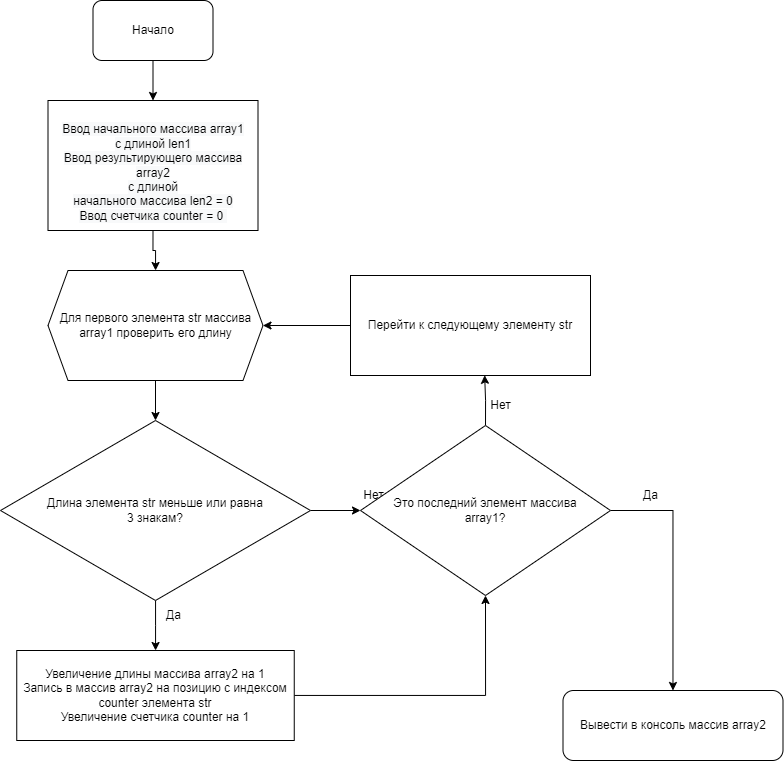 Начало
Ввод начального массива array1
с длиной len1
Ввод результирующего массива
array2
с длиной
начального массива len2 = 0
Ввод счетчика counter = 0
Для первого элемента str массива
array1 проверить его длину
Перейти к следующему элементу str
Нет
Длина элемента str меньше или равна
3 знакам?
Нет
Это последний элемент массива
array1?
Да
Да
Увеличение длины массива array2 на 1
Запись в массив array2 на позицию с индексом
counter элемента str
Увеличение счетчика counter на 1
Вывести в консоль массив array2